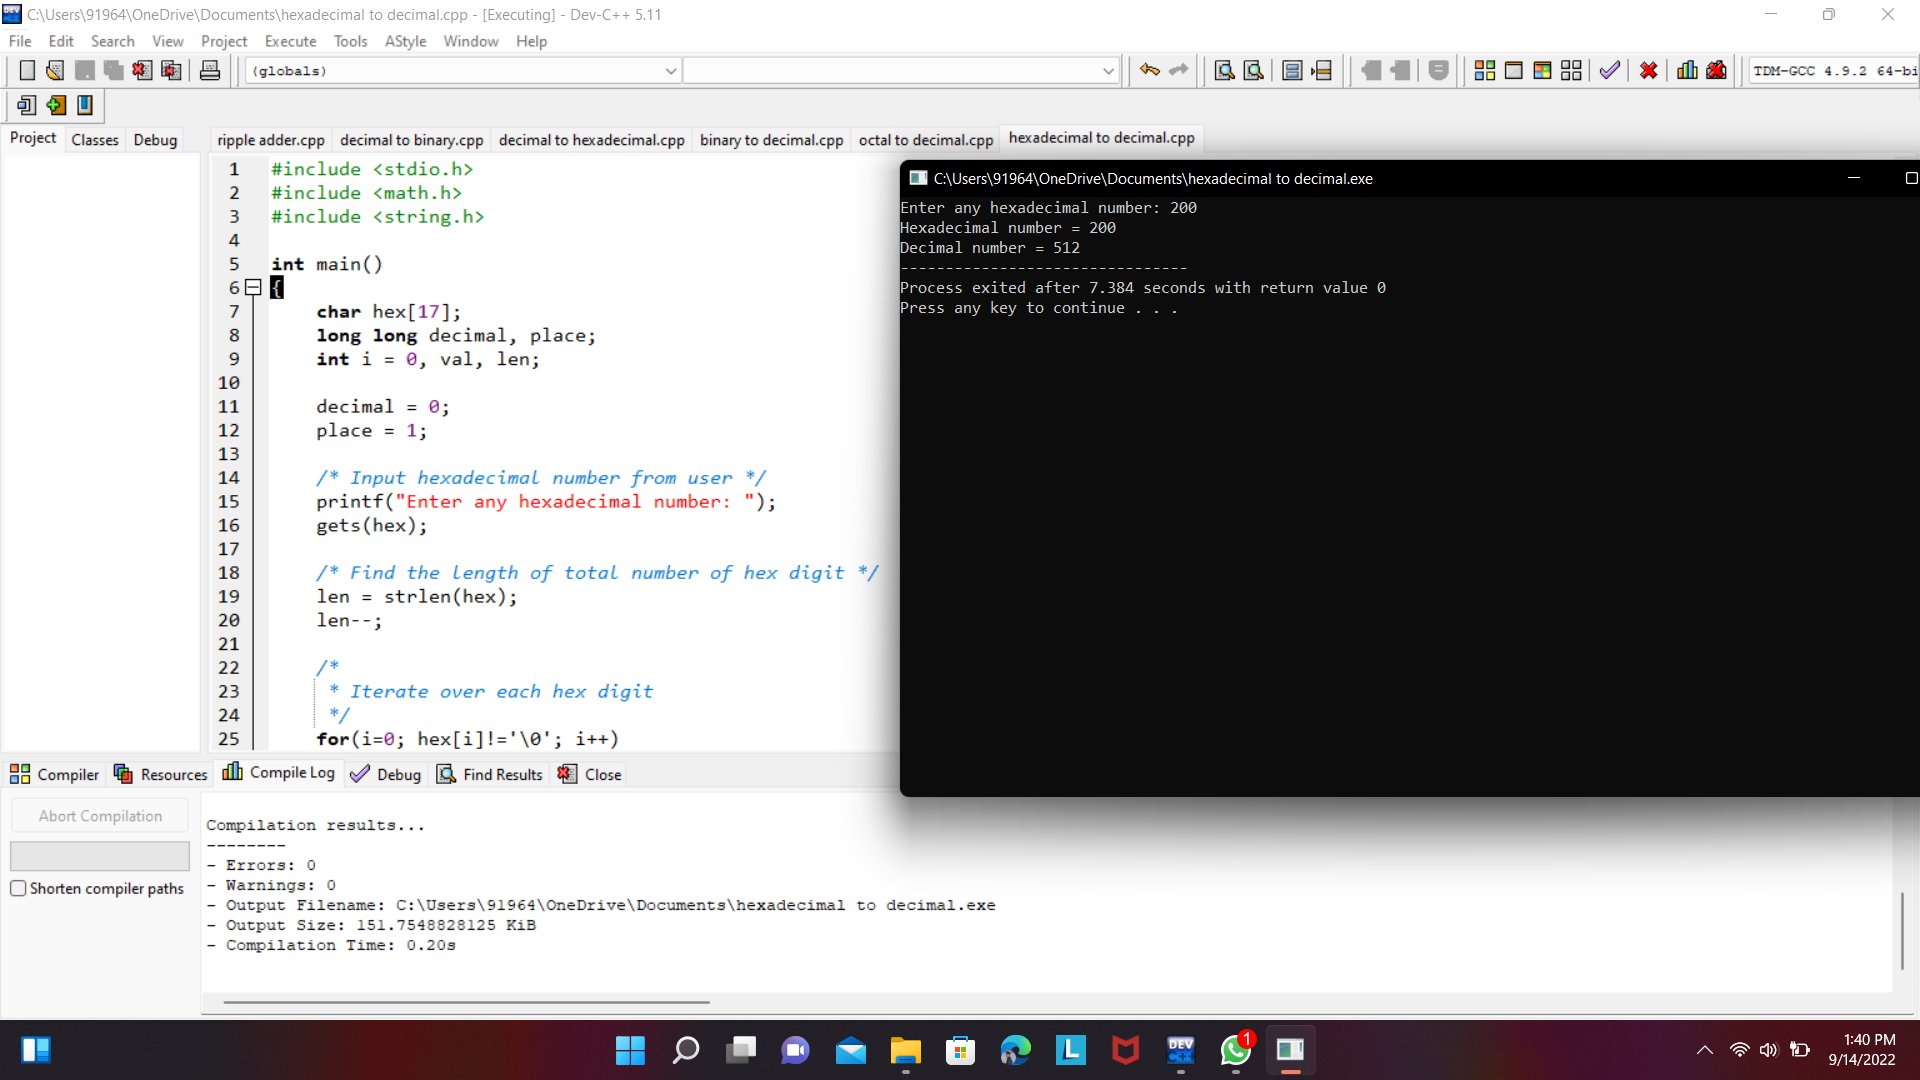 C:\Users\91964\OneDrive\Documents\hexadecimal to decimal.cpp - [Executing] - Dev-C++ 5.11
File Edit Search View Project Execute Tools AStyle Window Help
(globals)
TDM-GCC 4.9.2 64-bi
Project Classes Debug
ripple adder.cpp decimal to binary.cpp decimal to hexadecimal.cpp binary to decimal.cpp octal to decimal.cpp hexadecimal to decimal.cpp
1 #include <stdio.h>
2 #include <math.h>
3 #include <string.h>
4
5 int main()
6 {
7 char hex[17];
8 long long decimal, place;
9 int i = 0, val, len;
10
11 decimal = 0;
12 place = 1;
13
14 /* Input hexadecimal number from user */
15 printf("Enter any hexadecimal number: ");
16 gets(hex);
17
18 /* Find the length of total number of hex digit */
19 len = strlen(hex);
20 len--;
21
22 /*
23 * Iterate over each hex digit
24 */
25 for(i=0; hex[i]!='\0'; i++)
C:\Users\91964\OneDrive\Documents\hexadecimal to decimal.exe
Enter any hexadecimal number: 200
Hexadecimal number = 200
Decimal number = 512
--------------------------------
Process exited after 7.384 seconds with return value 0
Press any key to continue . . .
Compiler Resources Compile Log Debug Find Results Close
Abort Compilation
Shorten compiler paths
Compilation results...
--------
- Errors: 0
- Warnings: 0
- Output Filename: C:\Users\91964\OneDrive\Documents\hexadecimal to decimal.exe
- Output Size: 151.7548828125 KiB
- Compilation Time: 0.20s
L
DEV
C++
1
1:40 PM
9/14/2022